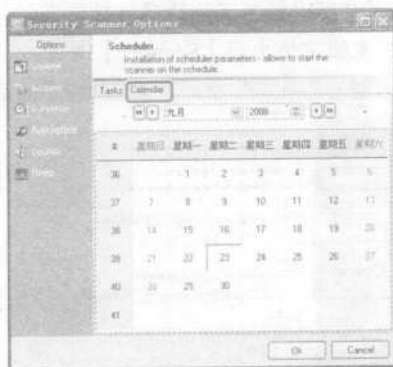 Security Scanner Options
Options
Scheduler
Installation of scheduler parameters - allows to start the
scanner on the schedule.
Scheduler
Tasks Calendar
九月 2008
# 星期日 星期一 星期二 星期三 星期四 星期五 星期六
36 1 2 3 4 5 6
37 7 8 9 10 11 12 13
38 14 15 16 17 18 19 20
39 21 22 23 24 25 26 27
40 28 29 30
41
Ok Cancel